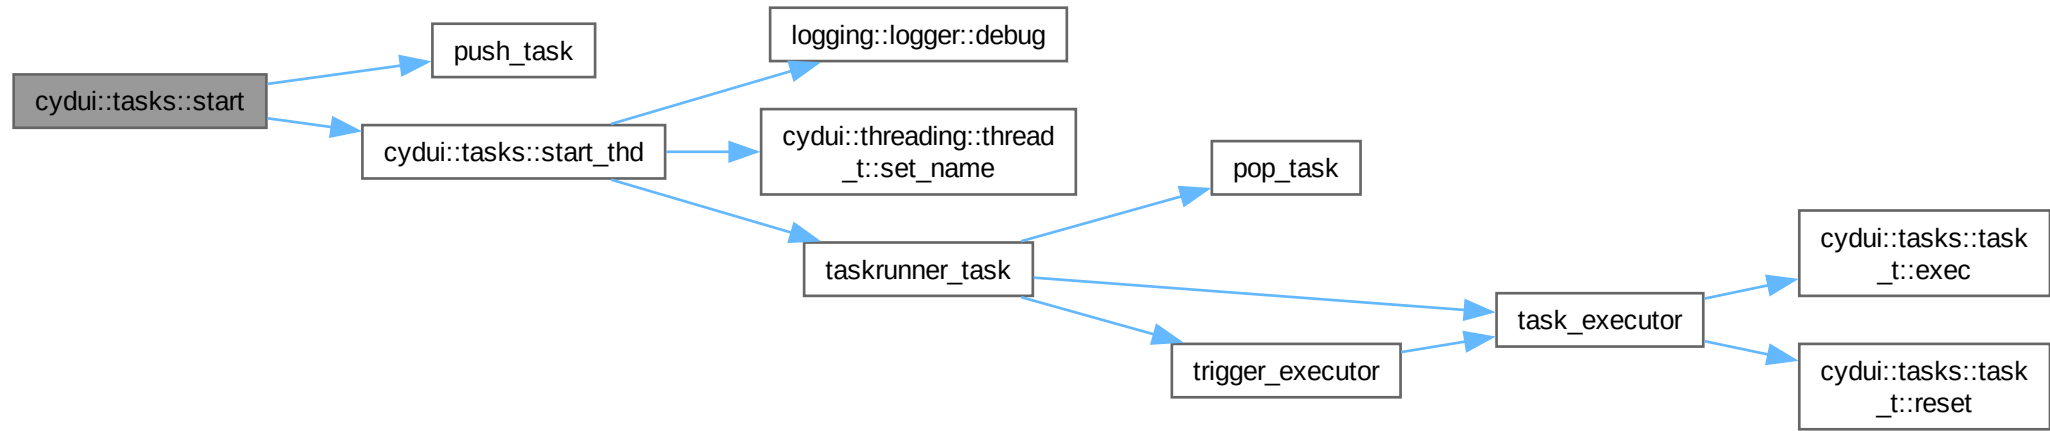 cydui::tasks::start
push_task
cydui::tasks::start_thd
logging::logger::debug
cydui::threading::thread
_t::set_name
taskrunner_task
pop_task
trigger_executor
task_executor
cydui::tasks::task
_t::exec
cydui::tasks::task
_t::reset